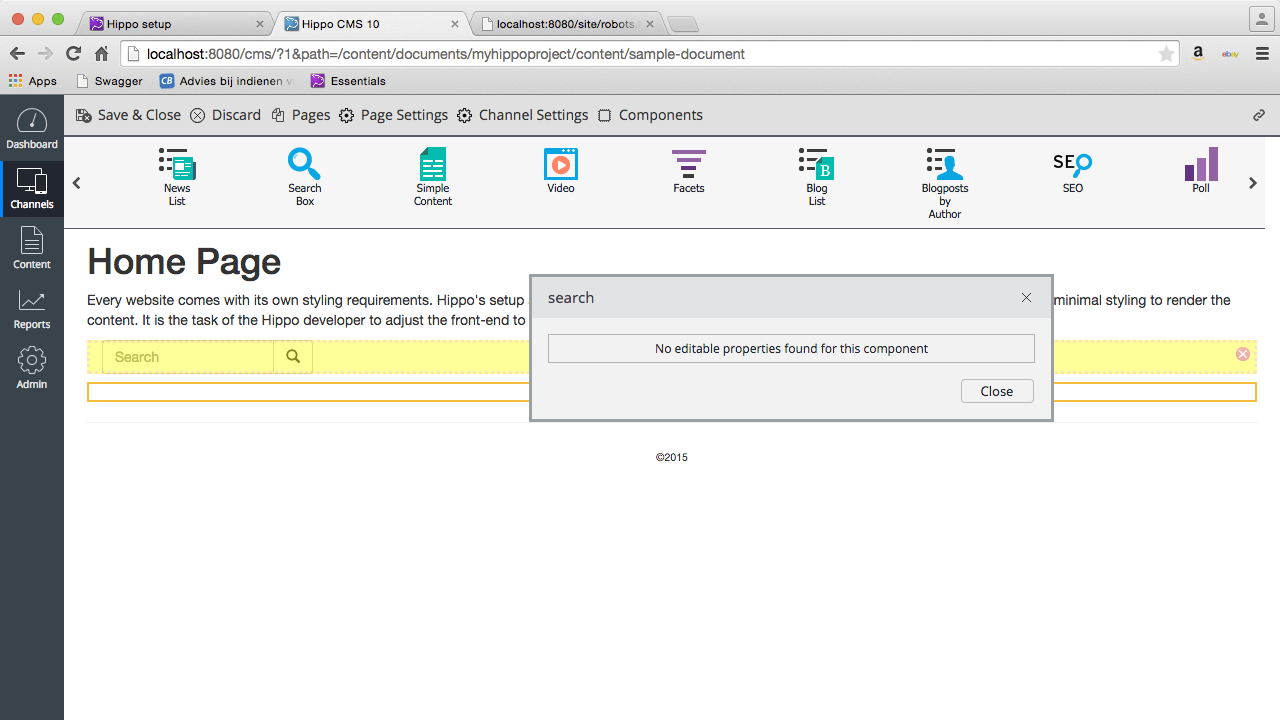 Hippo setup
Hippo CMS 10
localhost:8080/site/robots.
localhost:8080/cms/?1&path=/content/documents/myhippoproject/content/sample-document
a
ebay
Apps
Swagger
CB
Advies bij indienen v
Essentials
Dashboard
Channels
Content
Reports
Admin
Save & Close
Discard
Pages
Page Settings
Channel Settings
Components
News
List
Search
Box
Simple
Content
Video
Facets
B
Blog
List
Blogposts
by
Author
SEO
SEO
Poll
Home Page
Every website comes with its own styling requirements. Hippo's setup
minimal styling to render the
content. It is the task of the Hippo developer to adjust the front-end to
Search
search
No editable properties found for this component
Close
©2015